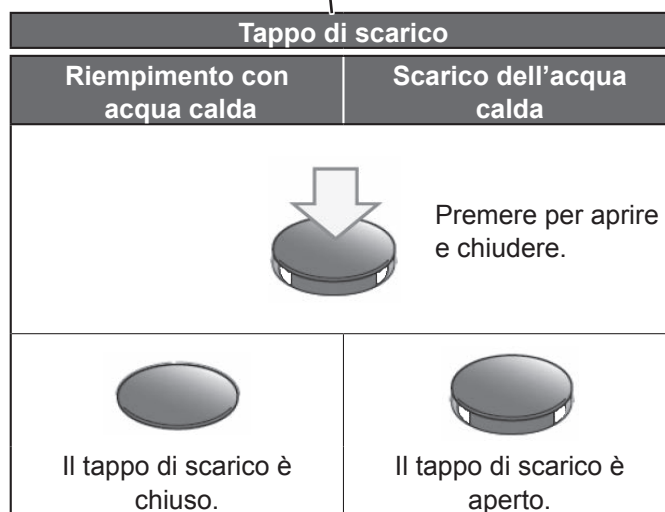 Tappo di scarico
Riempimento con
acqua calda
Scarico dell’acqua
calda
Premere per aprire
e chiudere.
Il tappo di scarico è
chiuso.
Il tappo di scarico è
aperto.